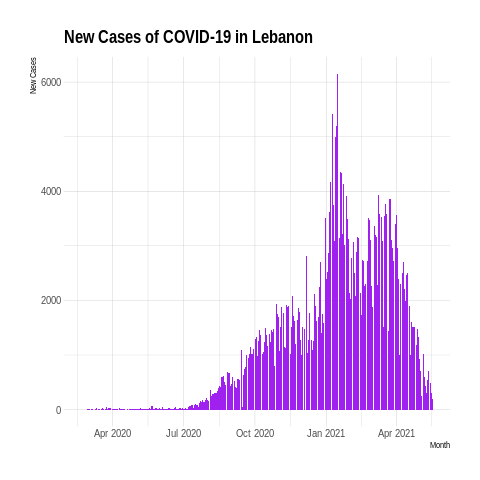 New Cases of COVID-19 in Lebanon
New Cases
6000
4000
2000
0
Apr 2020
Jul 2020
Oct 2020
Jan 2021
Apr 2021
Month